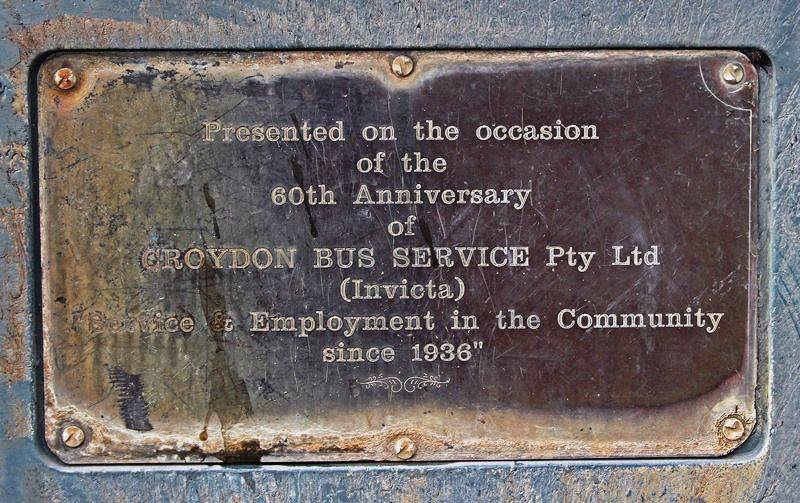 Presented on the occasion
of the
60th Anniversary
of
CROYDON BUS SERVICE Pty Ltd
(Invicta)
"Service & Employment in the Community
since 1936"